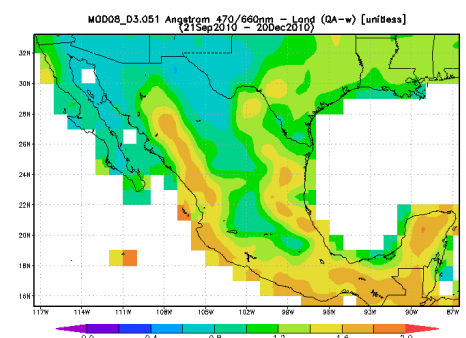 MOD08_D3.051 Angstrom 470/660nm - Land (QA-w) [unitless]
(21Sep2010 - 20Dec2010)
32N
30N
28N
26N
24N
22N
20N
18N
16N
117W 114W 111W 108W 105W 102W 99W 96W 93W 90W 87W
0.0 0.4 0.8 1.2 1.6 2.0